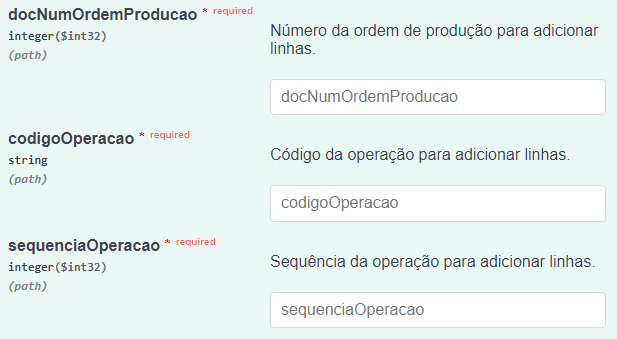 docNumOrdemProducao * required
integer($int32)
(path)
Número da ordem de produção para adicionar
linhas.
docNumOrdemProducao
codigoOperacao * required
string
(path)
Código da operação para adicionar linhas.
codigoOperacao
sequenciaOperacao * required
integer($int32)
(path)
Sequência da operação para adicionar linhas.
sequenciaOperacao